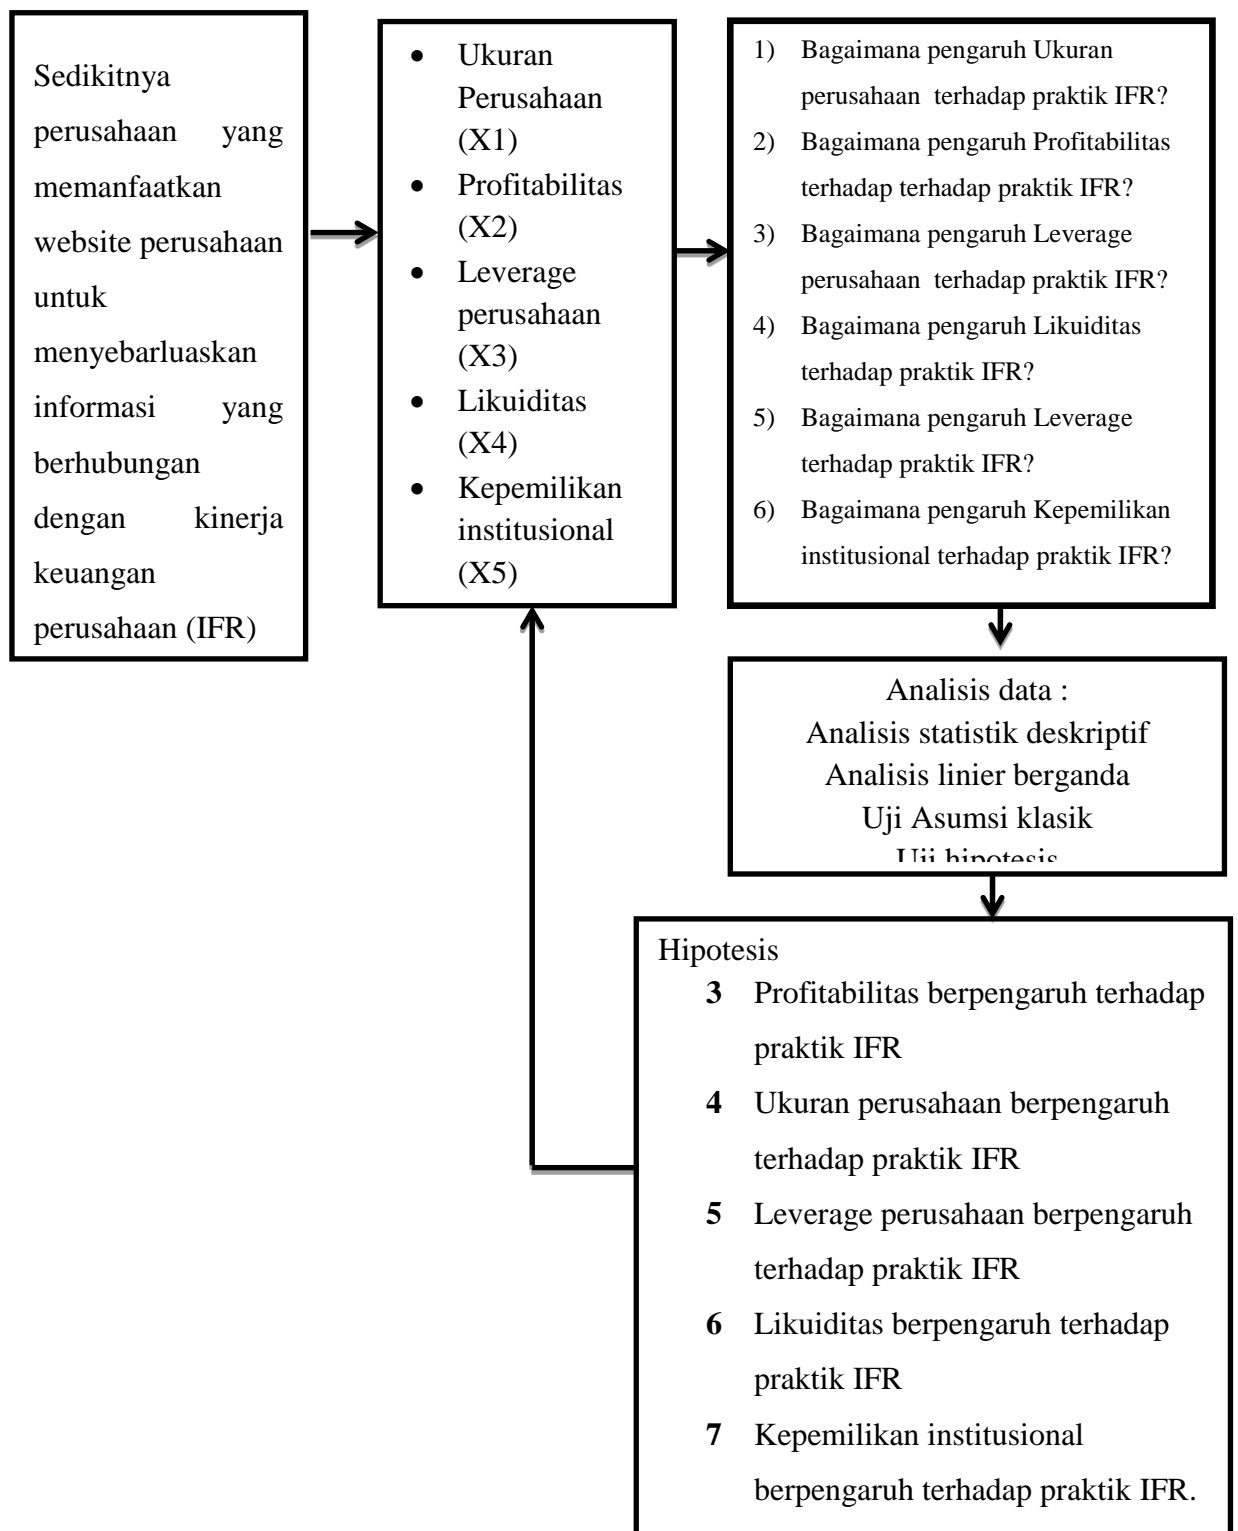 Sedikitnya
perusahaan yang
memanfaatkan
website perusahaan
untuk
menyebarluaskan
informasi yang
berhubungan
dengan kinerja
keuangan
perusahaan (IFR)
• Ukuran
Perusahaan
(X1)
• Profitabilitas
(X2)
• Leverage
perusahaan
(X3)
• Likuiditas
(X4)
• Kepemilikan
institusional
(X5)
1) Bagaimana pengaruh Ukuran
perusahaan terhadap praktik IFR?
2) Bagaimana pengaruh Profitabilitas
terhadap terhadap praktik IFR?
3) Bagaimana pengaruh Leverage
perusahaan terhadap praktik IFR?
4) Bagaimana pengaruh Likuiditas
terhadap praktik IFR?
5) Bagaimana pengaruh Leverage
terhadap praktik IFR?
6) Bagaimana pengaruh Kepemilikan
institusional terhadap praktik IFR?
Analisis data :
Analisis statistik deskriptif
Analisis linier berganda
Uji Asumsi klasik
Uji hipotesis
Hipotesis
3 Profitabilitas berpengaruh terhadap
praktik IFR
4 Ukuran perusahaan berpengaruh
terhadap praktik IFR
5 Leverage perusahaan berpengaruh
terhadap praktik IFR
6 Likuiditas berpengaruh terhadap
praktik IFR
7 Kepemilikan institusional
berpengaruh terhadap praktik IFR.